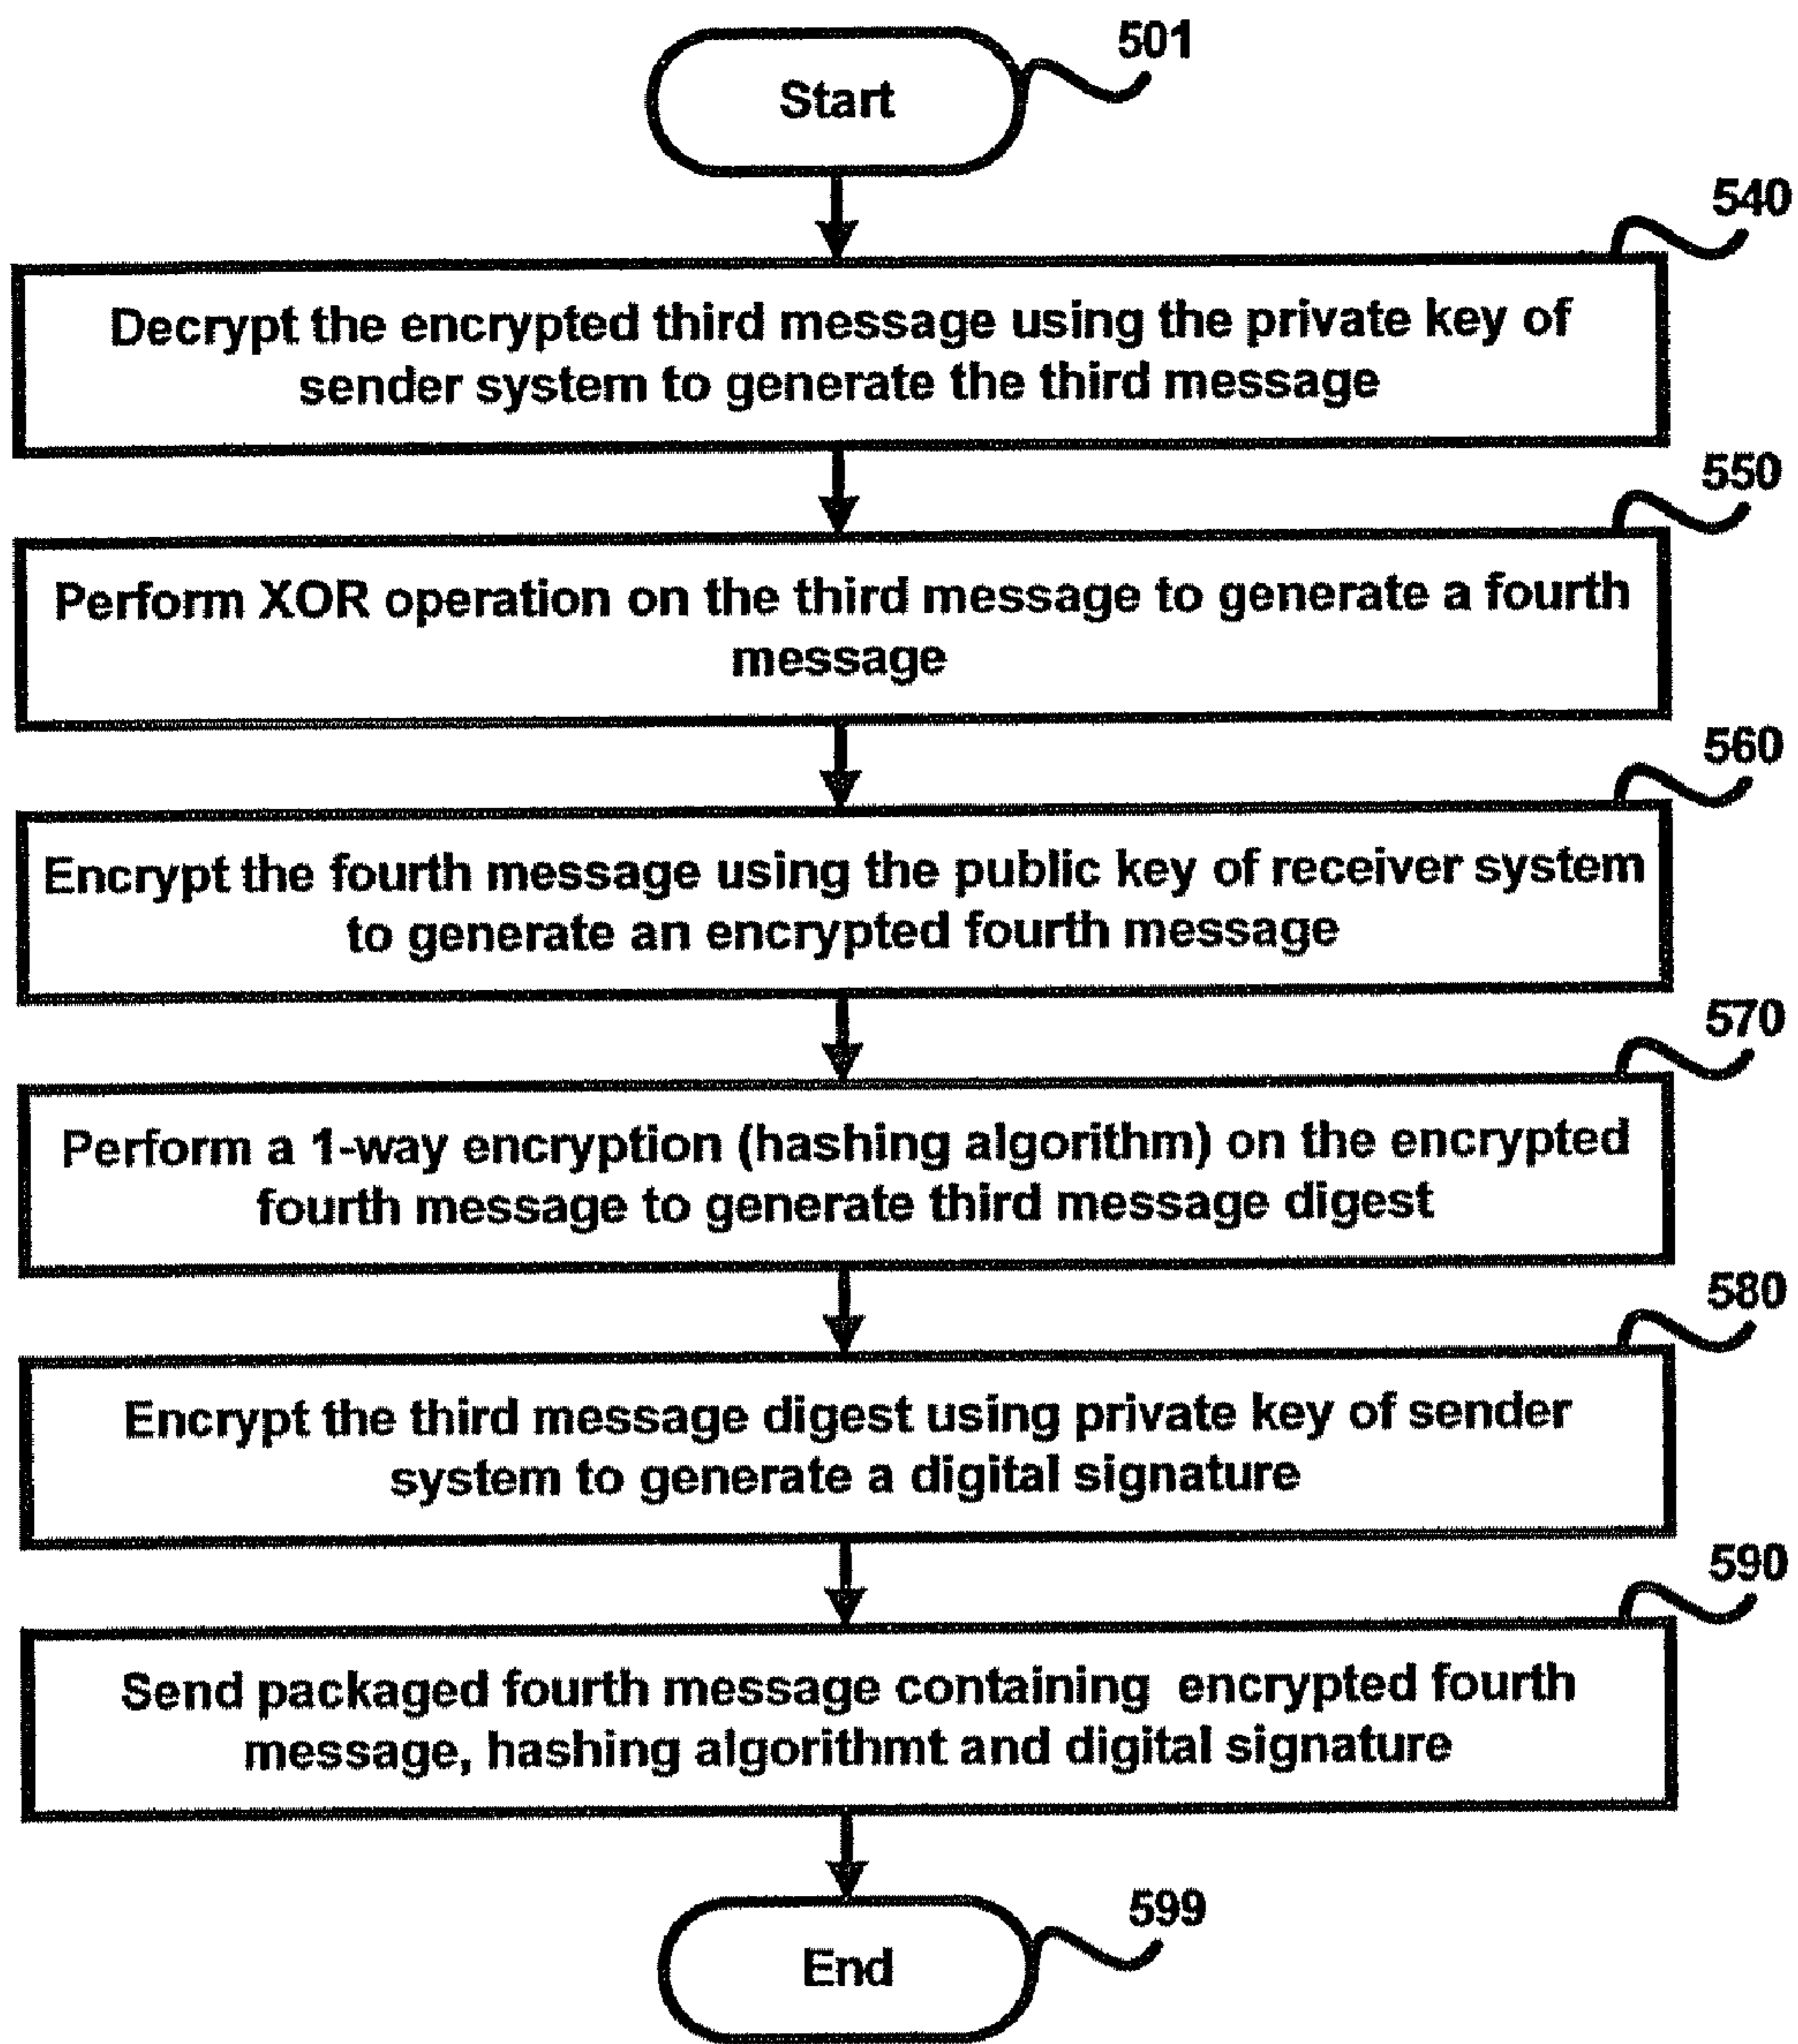 501
Start
540
Decrypt the encrypted third message using the private key of
sender system to generate the third message
550
Perform XOR operation on the third message to generate a fourth
message
560
Encrypt the fourth message using the public key of receiver system
to generate an encrypted fourth message
570
Perform a 1-way encryption (hashing algorithm) on the encrypted
fourth message to generate third message digest
580
Encrypt the third message digest using private key of sender
system to generate a digital signature
590
Send packaged fourth message containing encrypted fourth
message, hashing algorithmt and digital signature
599
End